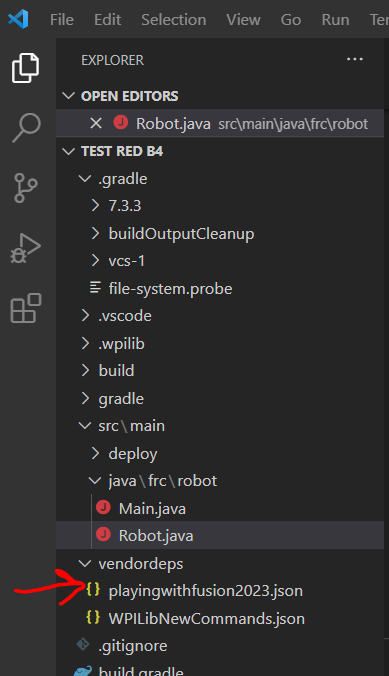 File Edit Selection View Go Run Te
EXPLORER ...
OPEN EDITORS
Robot.java src\main\java\frc\robot
TEST RED B4
.gradle
7.3.3
buildOutputCleanup
vcs-1
file-system.probe
.vscode
.wpilib
build
gradle
src\main
deploy
java\frc\robot
Main.java
Robot.java
vendordeps
{} playingwithfusion2023.json
{} WPILibNewCommands.json
.gitignore
build.gradle